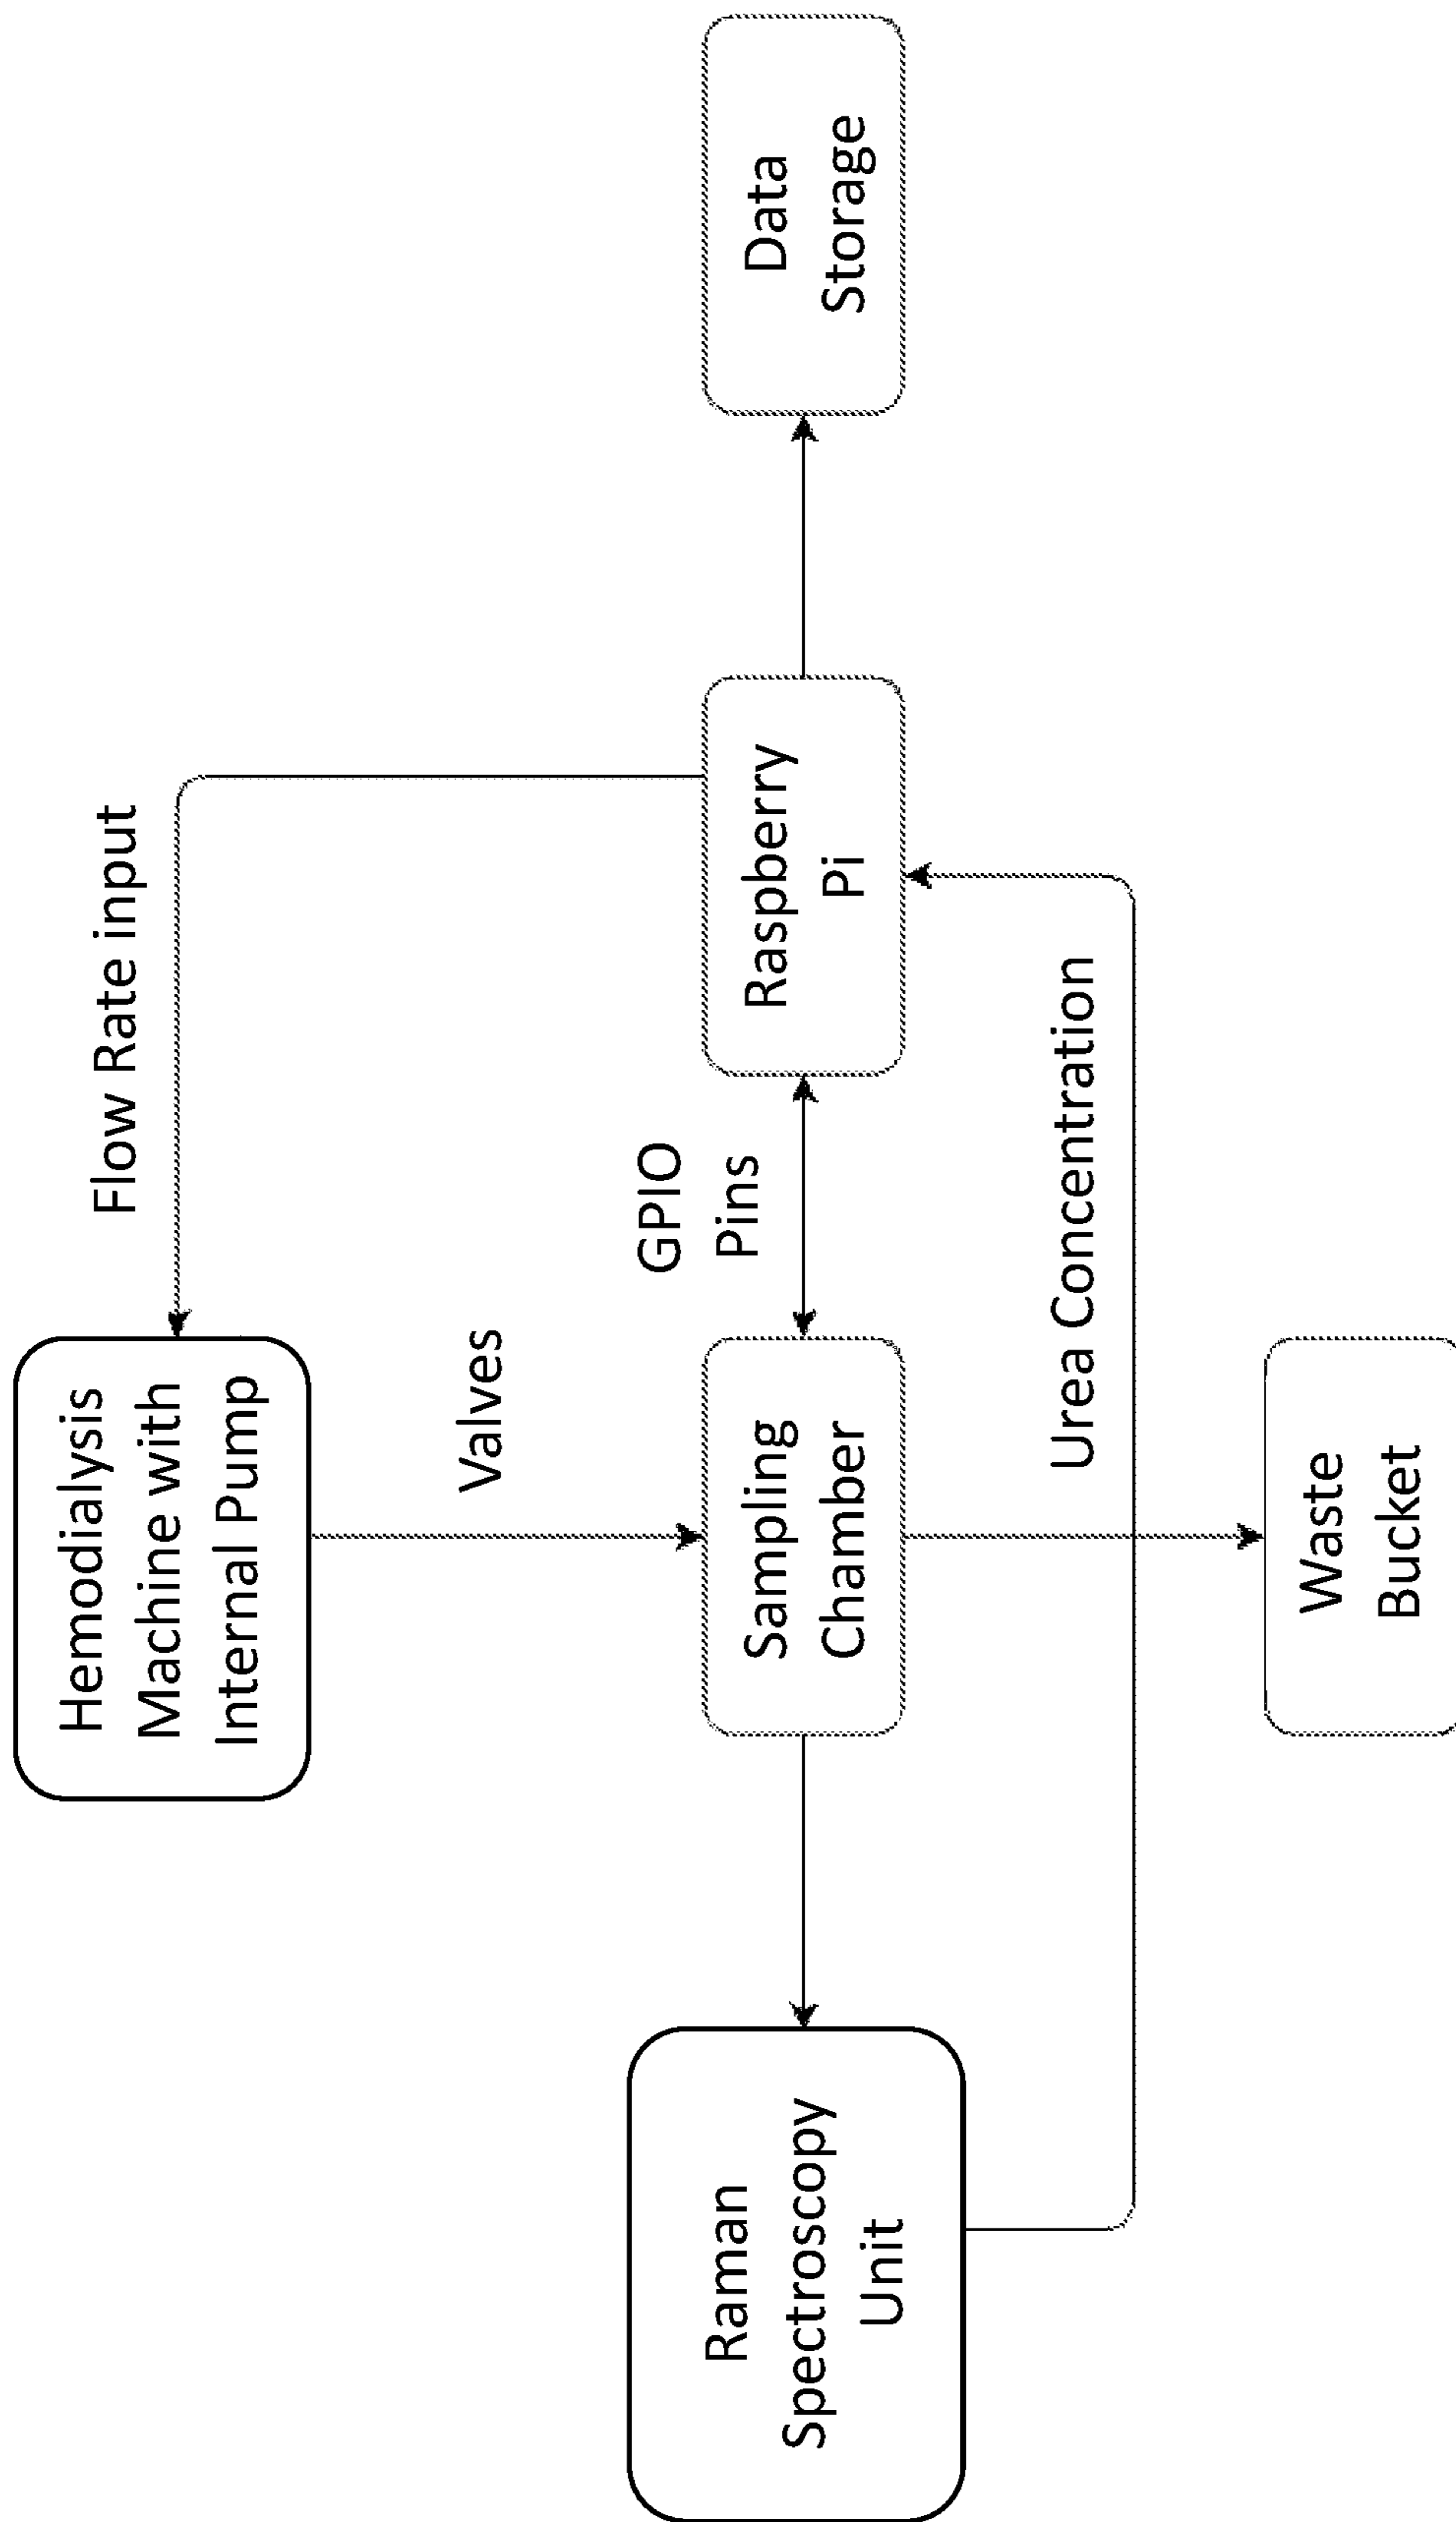 Hemodialysis
Machine with
Internal Pump
Flow Rate input
Valves
Raman
Spectroscopy
Unit
Sampling
Chamber
GPIO
Pins
Raspberry
Pi
Data
Storage
Urea Concentration
Waste
Bucket